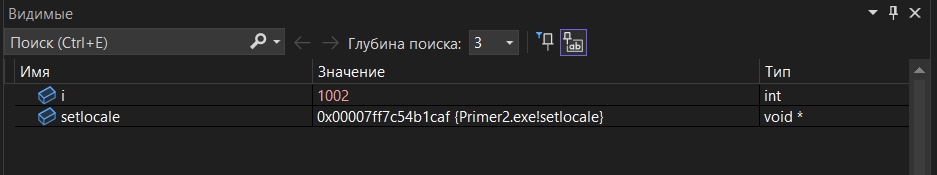 Видимые
Поиск (Ctrl+E) Глубина поиска: 3
Имя Значение Тип
i 1002 int
setlocale 0x00007ff7c54b1caf {Primer2.exe!setlocale} void *